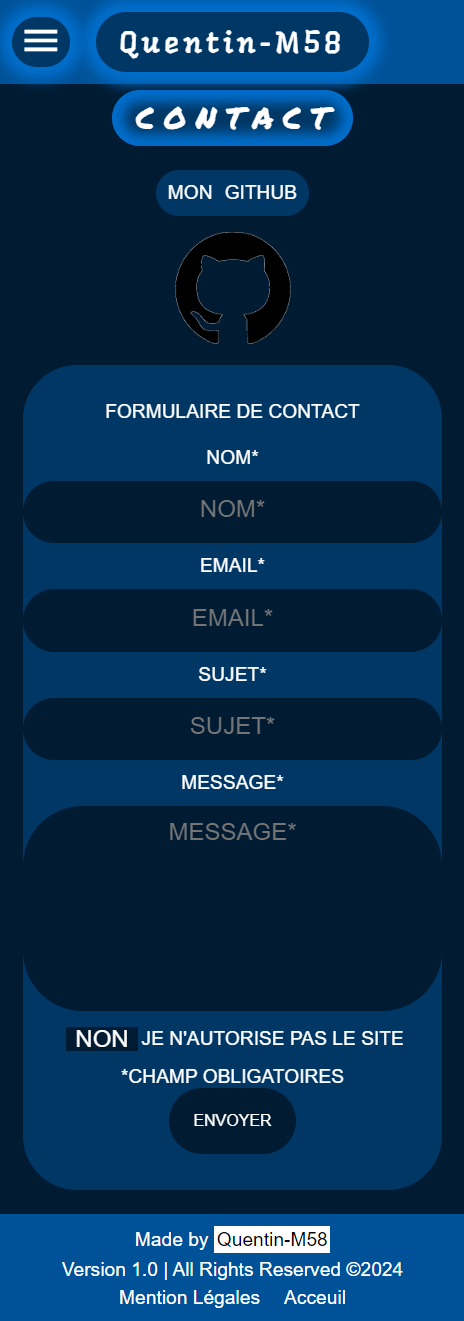 Quentin-M58
CONTACT
MON GITHUB
FORMULAIRE DE CONTACT
NOM*
NOM*
EMAIL*
EMAIL*
SUJET*
SUJET*
MESSAGE*
MESSAGE*
NON JE N'AUTORISE PAS LE SITE
*CHAMP OBLIGATOIRES
ENVOYER
Made by Quentin-M58
Version 1.0 | All Rights Reserved ©2024
Mention Légales Acceuil